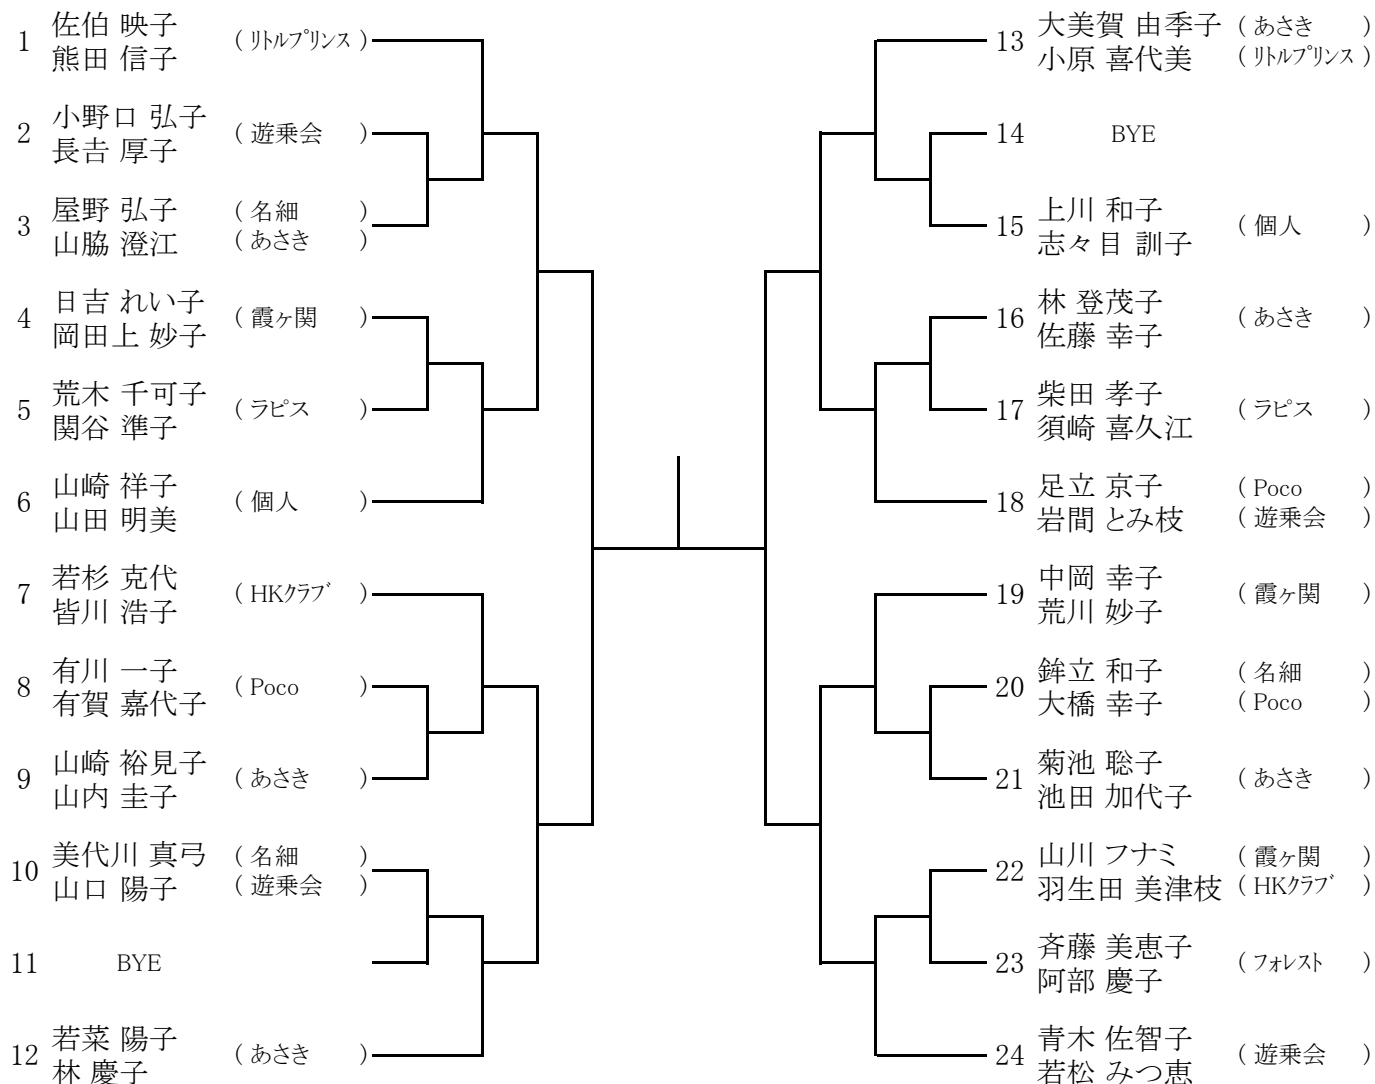 1 佐伯 映子 (リトルプリンス)
熊田 信子
2 小野口 弘子 (遊乗会)
長𠮷 厚子
3 屋野 弘子 (名細)
山脇 澄江 (あさき)
4 日吉 れい子 (霞ヶ関)
岡田上 妙子
5 荒木 千可子 (ラピス)
関谷 準子
6 山崎 祥子 (個人)
山田 明美
7 若杉 克代 (HKクラブ)
皆川 浩子
8 有川 一子 (Poco)
有賀 嘉代子
9 山崎 裕見子 (あさき)
山内 圭子
10 美代川 真弓 (名細)
山口 陽子 (遊乗会)
11 BYE
12 若菜 陽子 (あさき)
林 慶子
13 大美賀 由季子 (あさき)
小原 喜代美 (リトルプリンス)
14 BYE
15 上川 和子 (個人)
志々目 訓子
16 林 登茂子 (あさき)
佐藤 幸子
17 柴田 孝子 (ラピス)
須崎 喜久江
18 足立 京子 (Poco)
岩間 とみ枝 (遊乗会)
19 中岡 幸子 (霞ヶ関)
荒川 妙子
20 鉾立 和子 (名細)
大橋 幸子 (Poco)
21 菊池 聡子 (あさき)
池田 加代子
22 山川 フナミ (霞ヶ関)
羽生田 美津枝 (HKクラブ)
23 斉藤 美恵子 (フォレスト)
阿部 慶子
24 青木 佐智子 (遊乗会)
若松 みつ恵